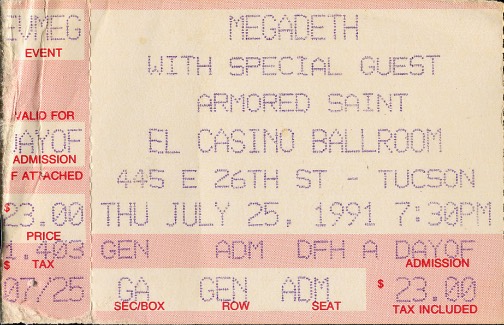 IVMEG
EVENT
VALID FOR
DAYOF
ADMISSION
F ATTACHED
$ 23.00
PRICE
1.403
$ TAX
07/25
MEGADETH
WITH SPECIAL GUEST
ARMORED SAINT
EL CASINO BALLROOM
445 E 26TH ST - TUCSON
THU JULY 25, 1991 7:30PM
GEN ADM DFH A DAYOF
ADMISSION
GA GEN ADM $ 23.00
SEC/BOX ROW SEAT TAX INCLUDED